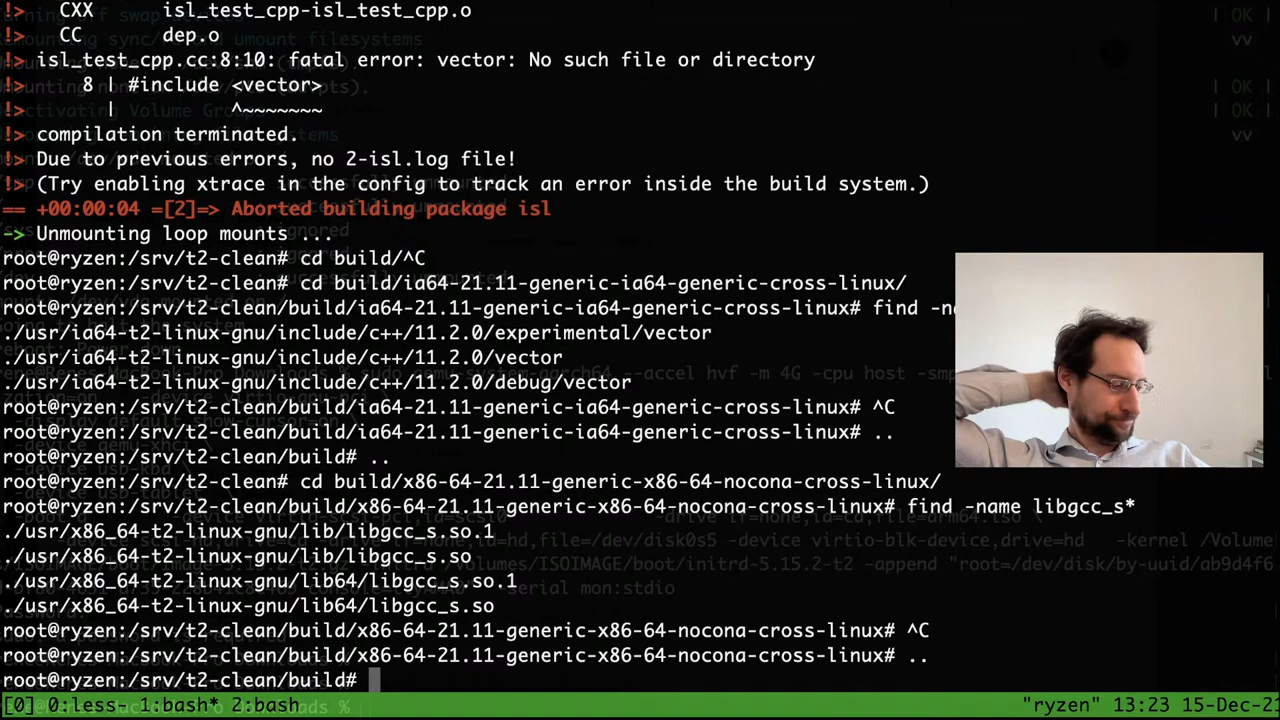 !>    CXX      isl_test_cpp-isl_test_cpp.o
!>    CC       dep.o
!> isl_test_cpp.cc:8:10: fatal error: vector: No such file or directory
!>     8 | #include <vector>
!>       |          ^~~~~~~~
!> compilation terminated.
!> Due to previous errors, no 2-isl.log file!
!> (Try enabling xtrace in the config to track an error inside the build system.)
== +00:00:04 =[2]=> Aborted building package isl
-> Unmounting loop mounts ...
root@ryzen:/srv/t2-clean# cd build/^C
root@ryzen:/srv/t2-clean# cd build/ia64-21.11-generic-ia64-generic-cross-linux/
root@ryzen:/srv/t2-clean/build/ia64-21.11-generic-ia64-generic-cross-linux# find
./usr/ia64-t2-linux-gnu/include/c++/11.2.0/experimental/vector
./usr/ia64-t2-linux-gnu/include/c++/11.2.0/vector
./usr/ia64-t2-linux-gnu/include/c++/11.2.0/debug/vector
root@ryzen:/srv/t2-clean/build/ia64-21.11-generic-ia64-generic-cross-linux# ^C
root@ryzen:/srv/t2-clean/build/ia64-21.11-generic-ia64-generic-cross-linux# ..
root@ryzen:/srv/t2-clean/build# ..
root@ryzen:/srv/t2-clean# cd build/x86-64-21.11-generic-x86-64-nocona-cross-linux/
root@ryzen:/srv/t2-clean/build/x86-64-21.11-generic-x86-64-nocona-cross-linux# find -name libgcc_s*
./usr/x86_64-t2-linux-gnu/lib/libgcc_s.so.1
./usr/x86_64-t2-linux-gnu/lib/libgcc_s.so
./usr/x86_64-t2-linux-gnu/lib64/libgcc_s.so.1
./usr/x86_64-t2-linux-gnu/lib64/libgcc_s.so
root@ryzen:/srv/t2-clean/build/x86-64-21.11-generic-x86-64-nocona-cross-linux# ^C
root@ryzen:/srv/t2-clean/build/x86-64-21.11-generic-x86-64-nocona-cross-linux# ..
root@ryzen:/srv/t2-clean/build#
[0] 0:less- 1:bash* 2:bash "ryzen" 13:23 15-Dec-21